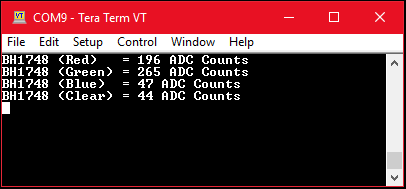 COM9 - Tera Term VT
File Edit Setup Control Window Help
BH1748 (Red)   = 196 ADC Counts
BH1748 (Green) = 265 ADC Counts
BH1748 (Blue)  = 47 ADC Counts
BH1748 (Clear) = 44 ADC Counts